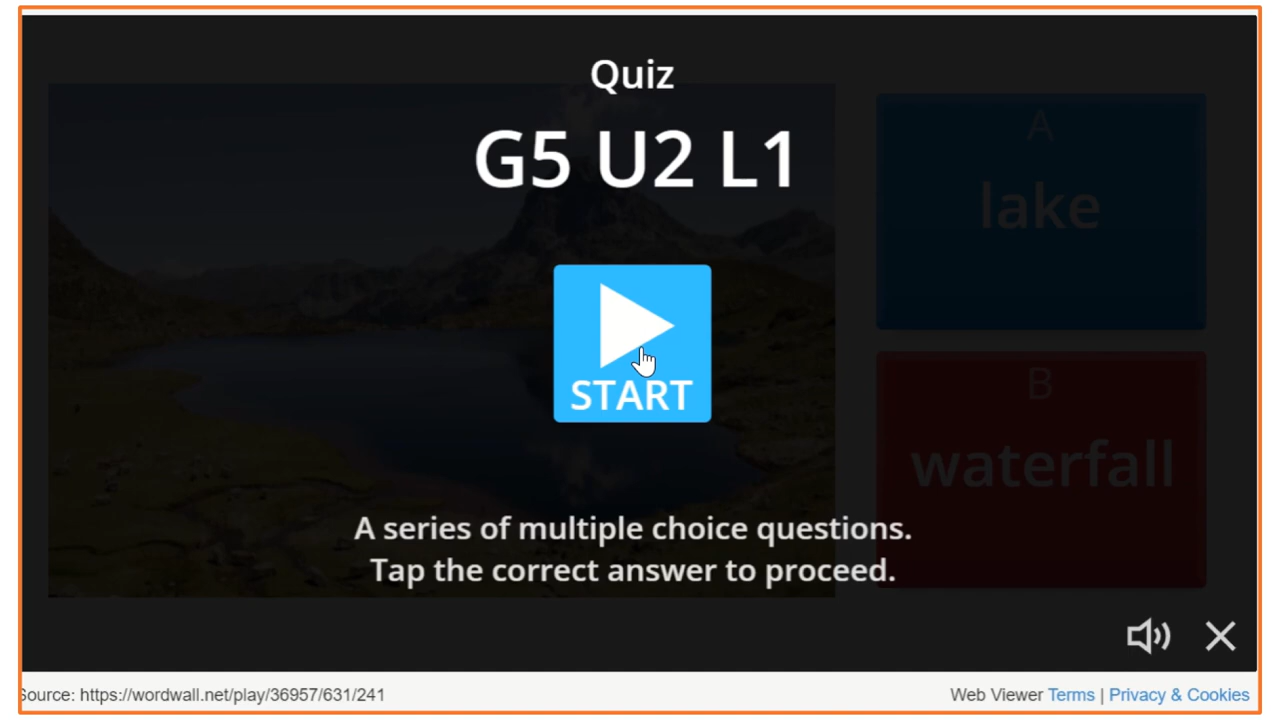 Quiz
G5 U2 L1
A
lake
START
B
waterfall
A series of multiple choice questions.
Tap the correct answer to proceed.
Source: https://wordwall.net/play/36957/631/241
Web Viewer Terms | Privacy & Cookies